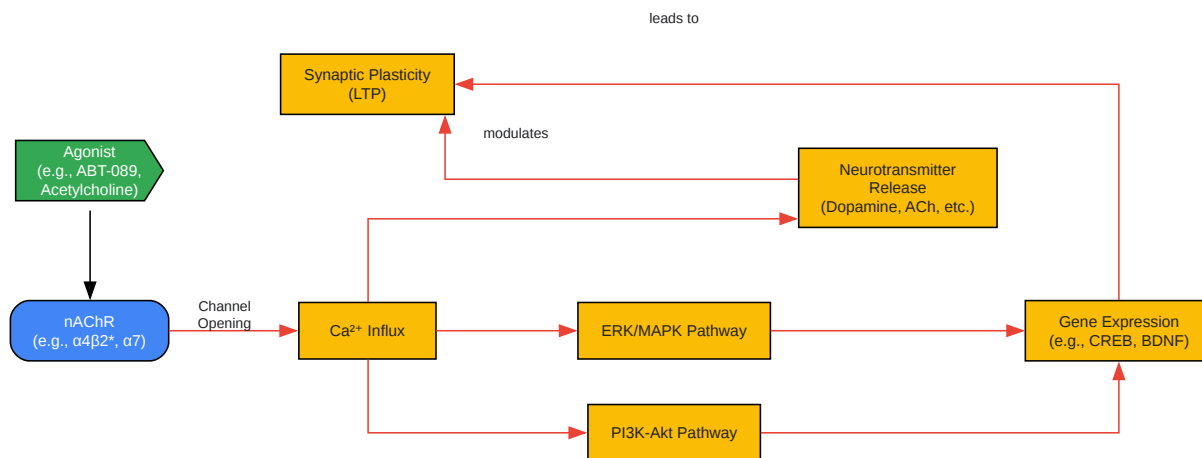 leads to
Synaptic Plasticity
(LTP)
modulates
Agonist
(e.g., ABT-089,
Acetylcholine)
Neurotransmitter
Release
(Dopamine, ACh, etc.)
nAChR
(e.g., α4β2*, α7)
Channel
Opening
Ca²⁺ Influx
ERK/MAPK Pathway
Gene Expression
(e.g., CREB, BDNF)
PI3K-Akt Pathway